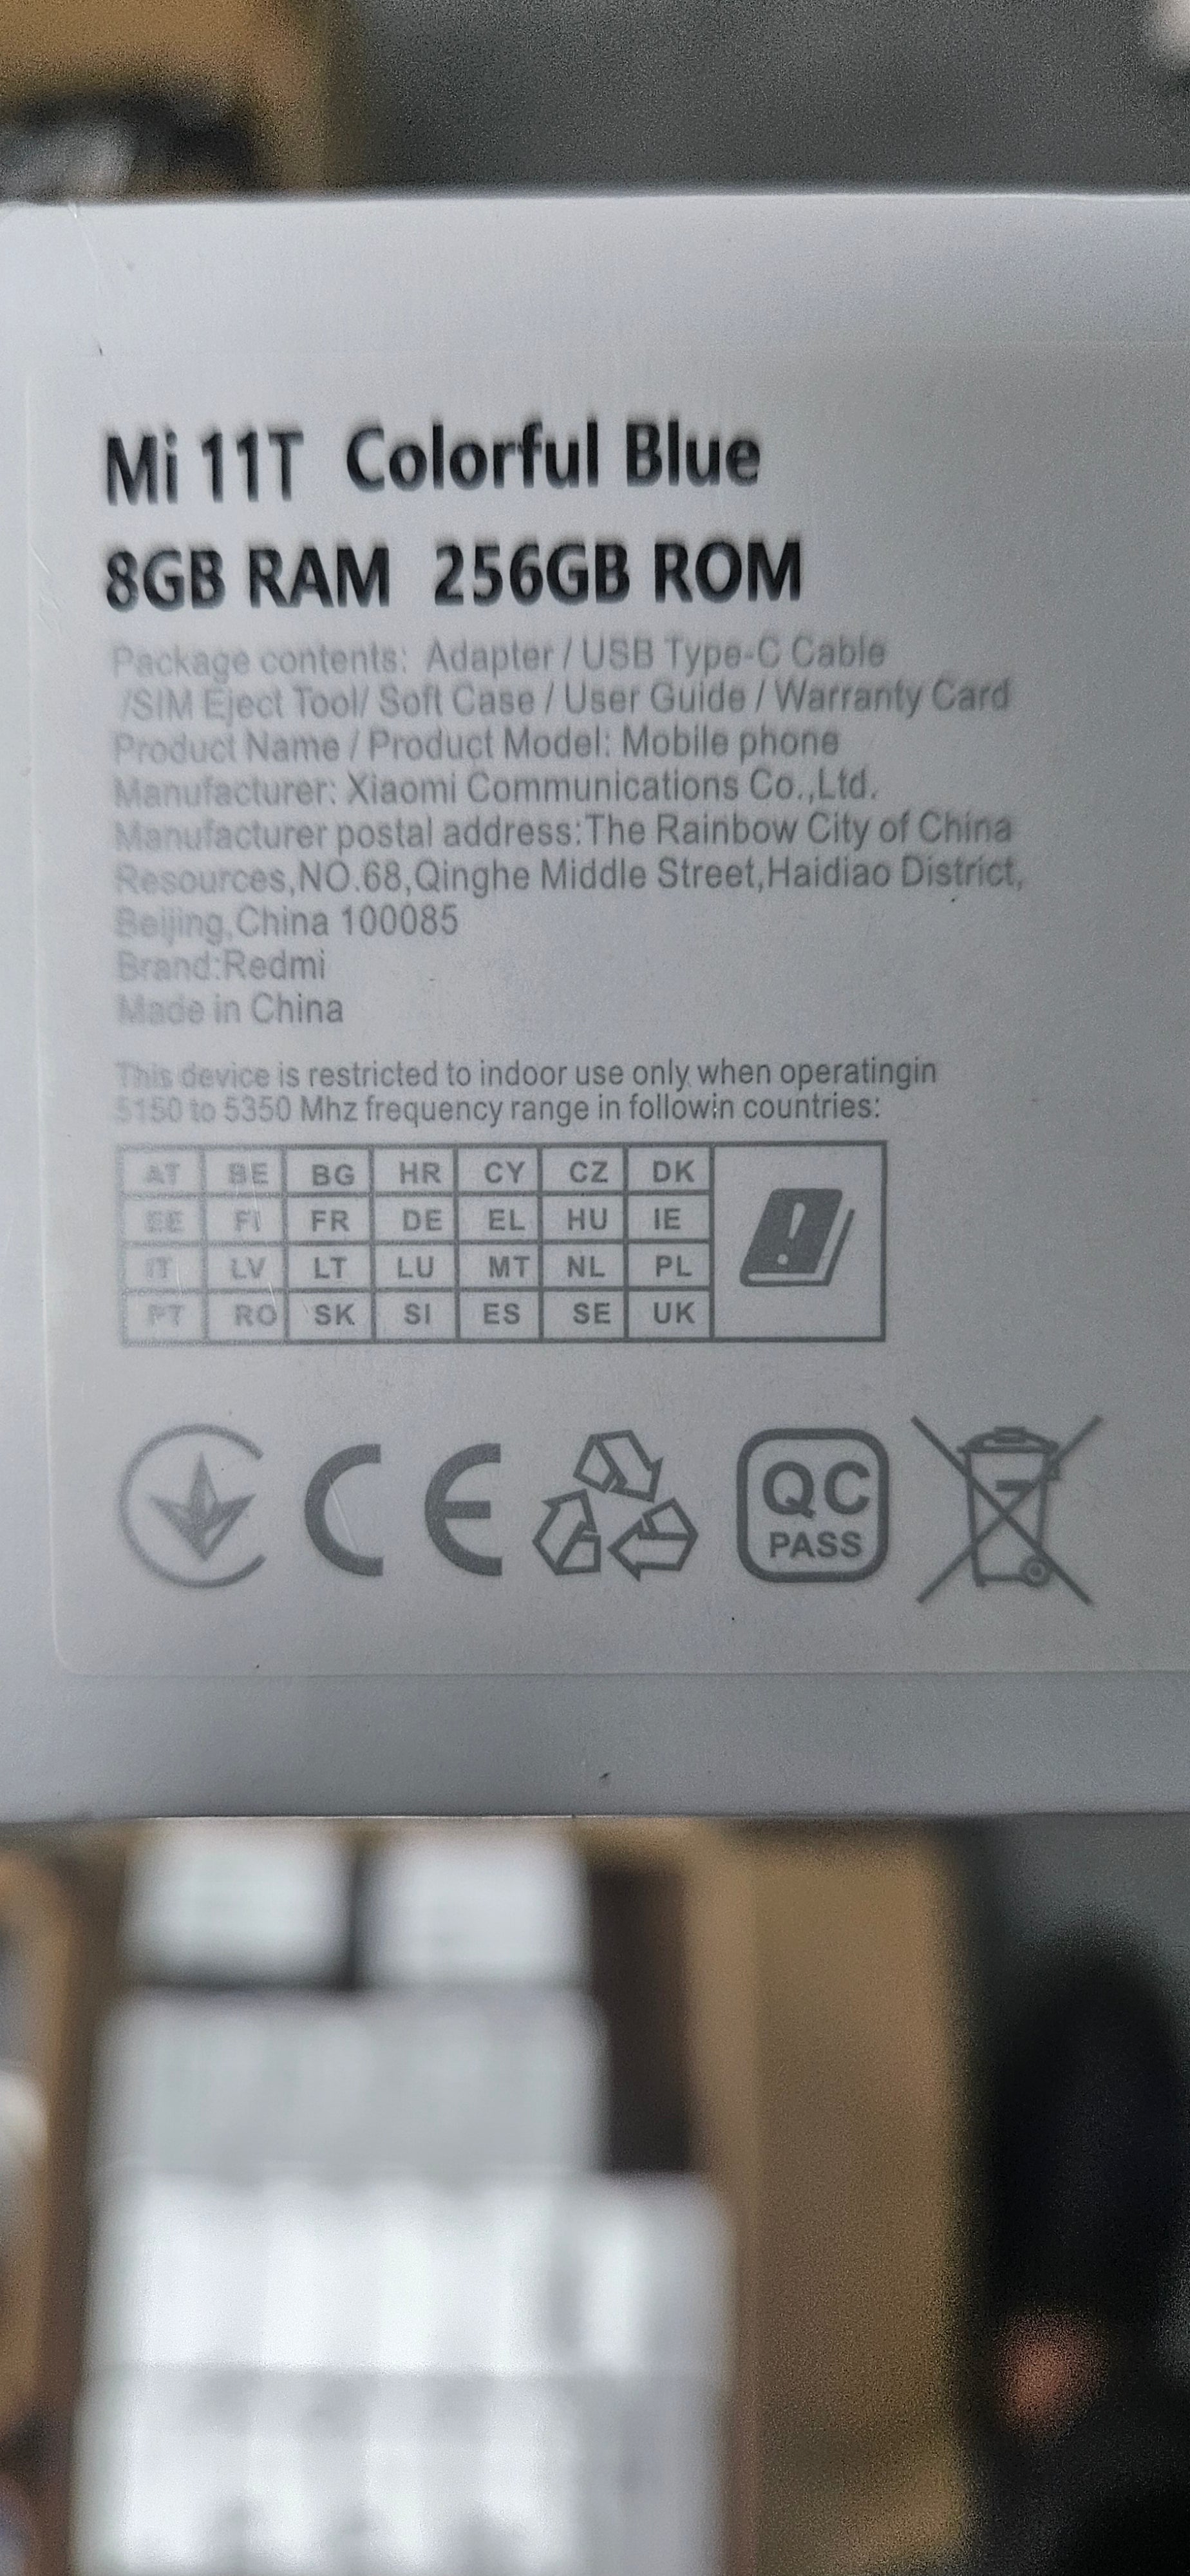 Mi 11T Colorful Blue
8GB RAM 256GB ROM
Package contents: Adapter / USB Type-C Cable
/SIM Eject Tool/ Soft Case / User Guide / Warranty Card
Product Name / Product Model: Mobile phone
Manufacturer: Xiaomi Communications Co.,Ltd.
Manufacturer postal address:The Rainbow City of China
Resources,NO.68,Qinghe Middle Street,Haidiao District,
Beijing,China 100085
Brand:Redmi
Made in China
This device is restricted to indoor use only when operatingin
5150 to 5350 Mhz frequency range in followin countries:
AT BE BG HR CY CZ DK
EE FI FR DE EL HU IE
IT LV LT LU MT NL PL
PT RO SK SI ES SE UK
CE QC
PASS